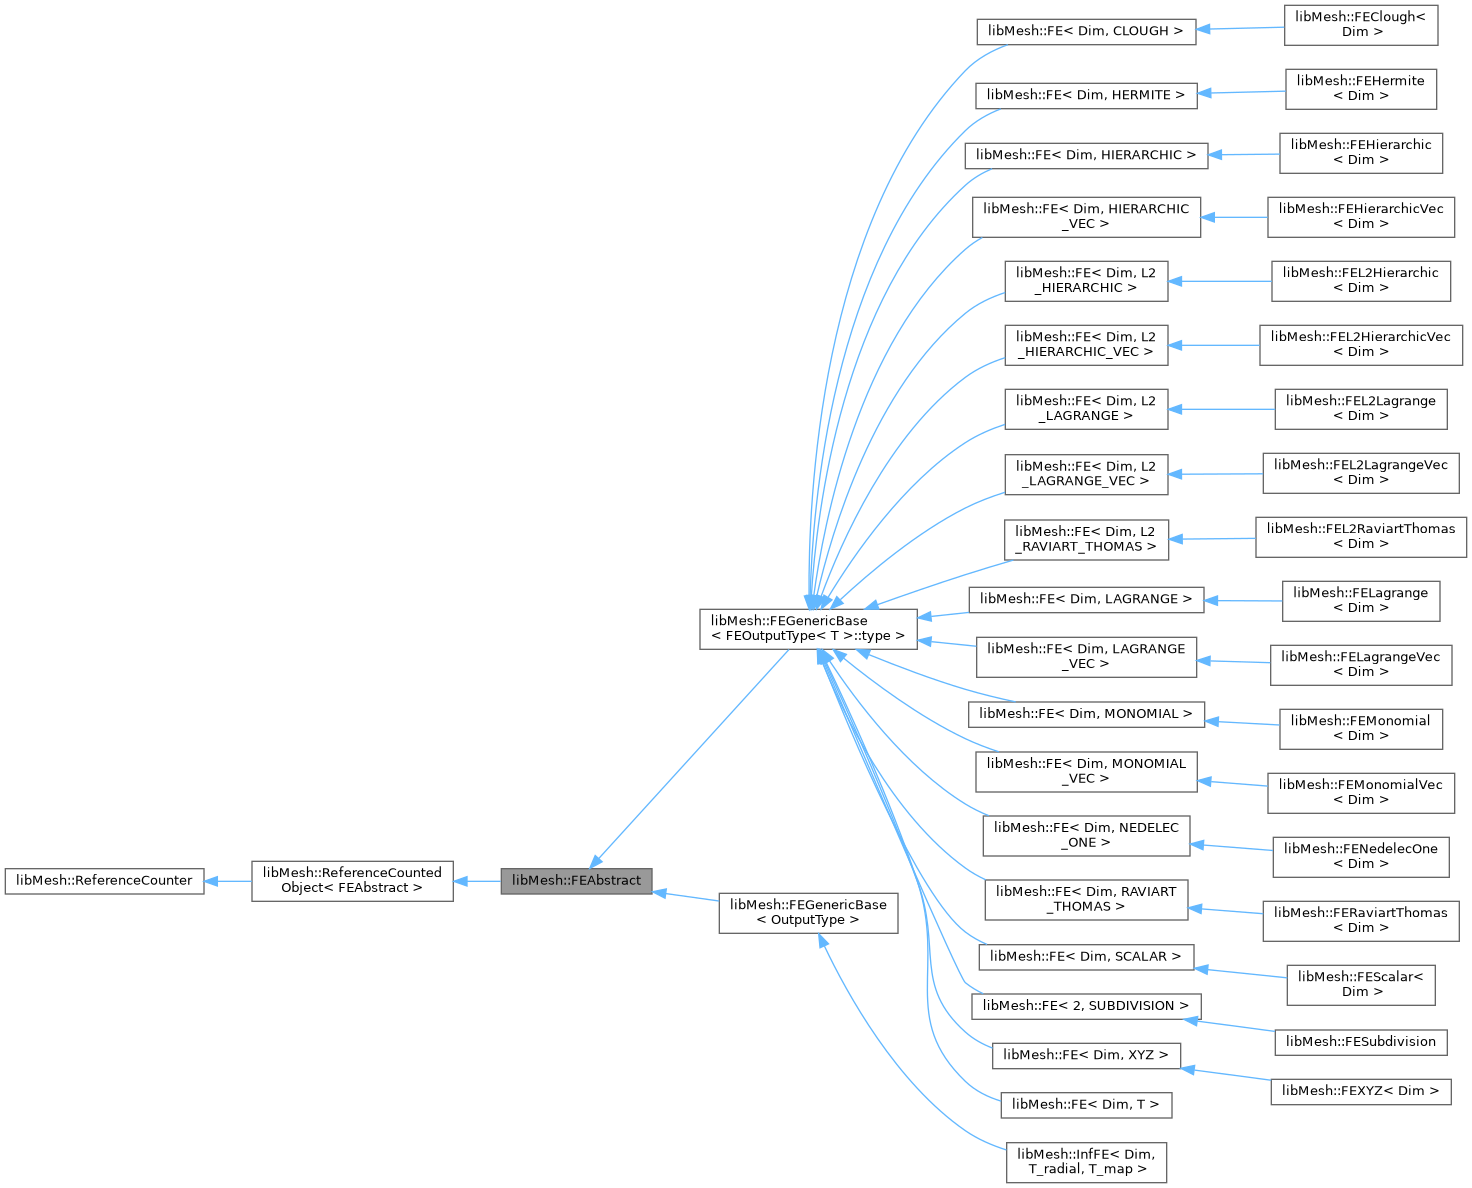 libMesh::ReferenceCounter
libMesh::ReferenceCounted
Object< FEAbstract >
libMesh::FEAbstract
libMesh::FEGenericBase
< FEOutputType< T >::type >
libMesh::FEGenericBase
< OutputType >
libMesh::FE< Dim, CLOUGH >
libMesh::FE< Dim, HERMITE >
libMesh::FE< Dim, HIERARCHIC >
libMesh::FE< Dim, HIERARCHIC
_VEC >
libMesh::FE< Dim, L2
_HIERARCHIC >
libMesh::FE< Dim, L2
_HIERARCHIC_VEC >
libMesh::FE< Dim, L2
_LAGRANGE >
libMesh::FE< Dim, L2
_LAGRANGE_VEC >
libMesh::FE< Dim, L2
_RAVIART_THOMAS >
libMesh::FE< Dim, LAGRANGE >
libMesh::FE< Dim, LAGRANGE
_VEC >
libMesh::FE< Dim, MONOMIAL >
libMesh::FE< Dim, MONOMIAL
_VEC >
libMesh::FE< Dim, NEDELEC
_ONE >
libMesh::FE< Dim, RAVIART
_THOMAS >
libMesh::FE< Dim, SCALAR >
libMesh::FE< 2, SUBDIVISION >
libMesh::FE< Dim, XYZ >
libMesh::FE< Dim, T >
libMesh::InfFE< Dim,
T_radial, T_map >
libMesh::FEClough<
Dim >
libMesh::FEHermite
< Dim >
libMesh::FEHierarchic
< Dim >
libMesh::FEHierarchicVec
< Dim >
libMesh::FEL2Hierarchic
< Dim >
libMesh::FEL2HierarchicVec
< Dim >
libMesh::FEL2Lagrange
< Dim >
libMesh::FEL2LagrangeVec
< Dim >
libMesh::FEL2RaviartThomas
< Dim >
libMesh::FELagrange
< Dim >
libMesh::FELagrangeVec
< Dim >
libMesh::FEMonomial
< Dim >
libMesh::FEMonomialVec
< Dim >
libMesh::FENedelecOne
< Dim >
libMesh::FERaviartThomas
< Dim >
libMesh::FEScalar<
Dim >
libMesh::FESubdivision
libMesh::FEXYZ< Dim >